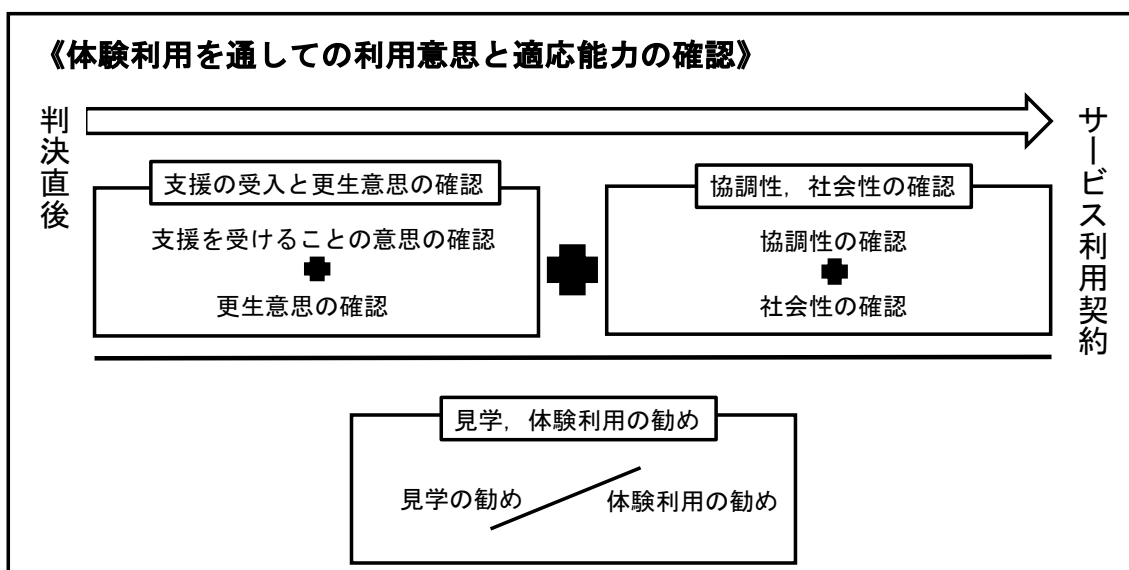 《体験利用を通しての利用意思と適応能力の確認》
判決直後
サービス利用契約
支援の受入と更生意思の確認
支援を受けることの意思の確認
更生意思の確認
協調性，社会性の確認
協調性の確認
社会性の確認
見学，体験利用の勧め
見学の勧め
体験利用の勧め